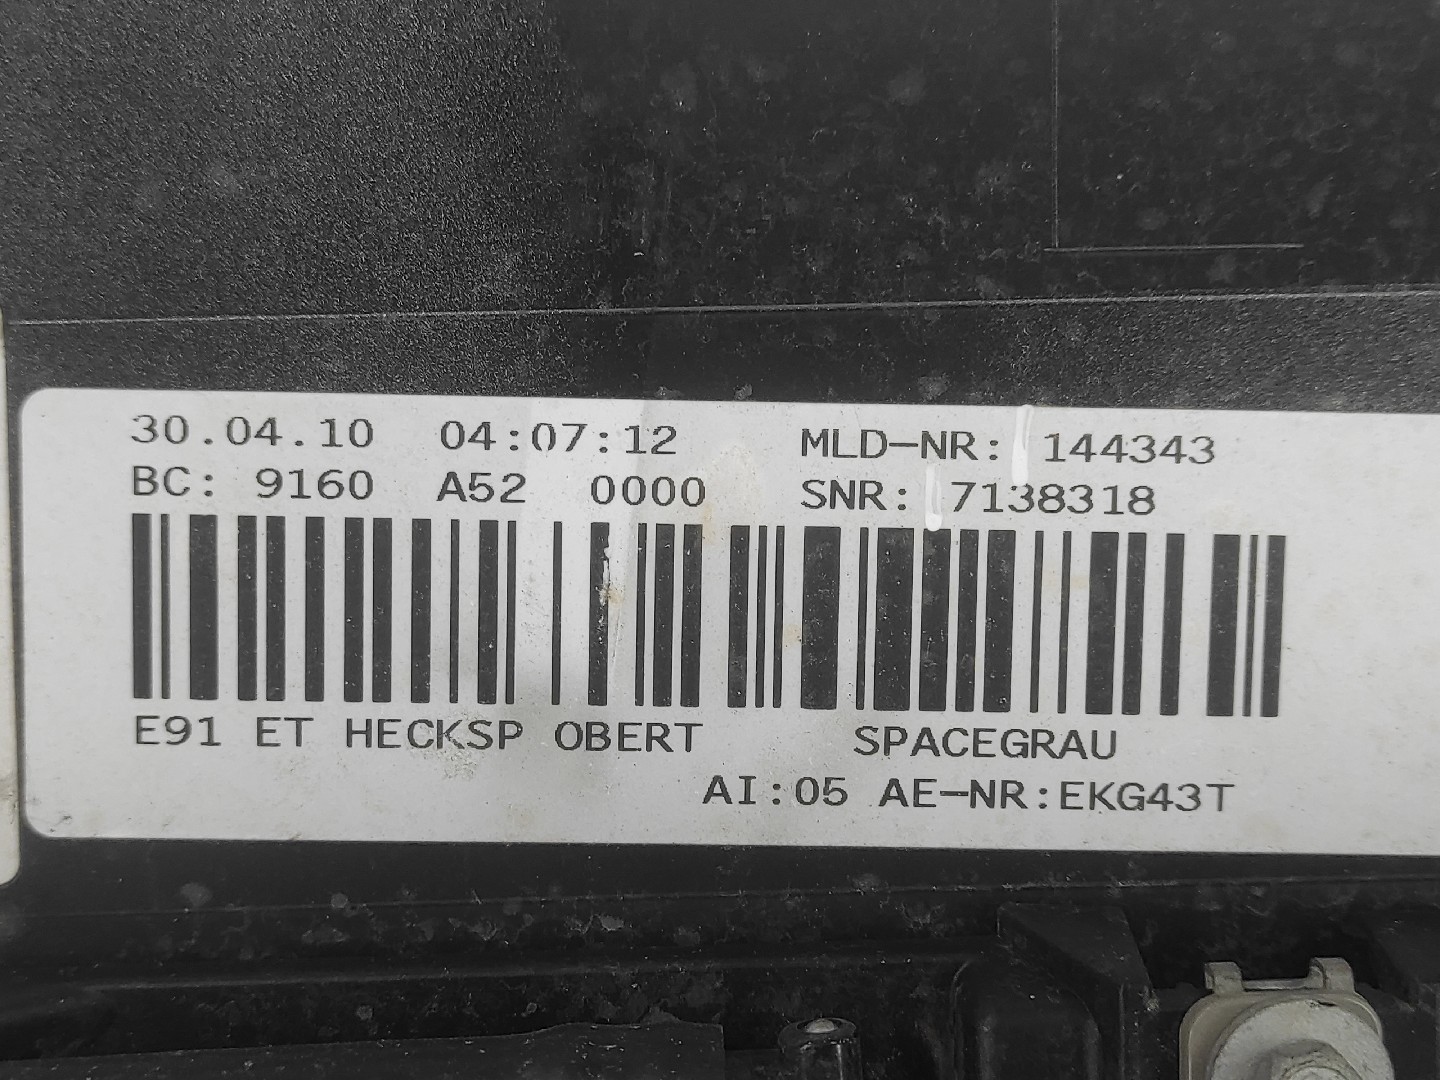 30.04.10 04:07:12 MLD-NR: 144343
BC: 9160 A52 0000 SNR: 7138318
E91 ET HECKSP OBERT SPACEGRAU
AI:05 AE-NR:EKG43T